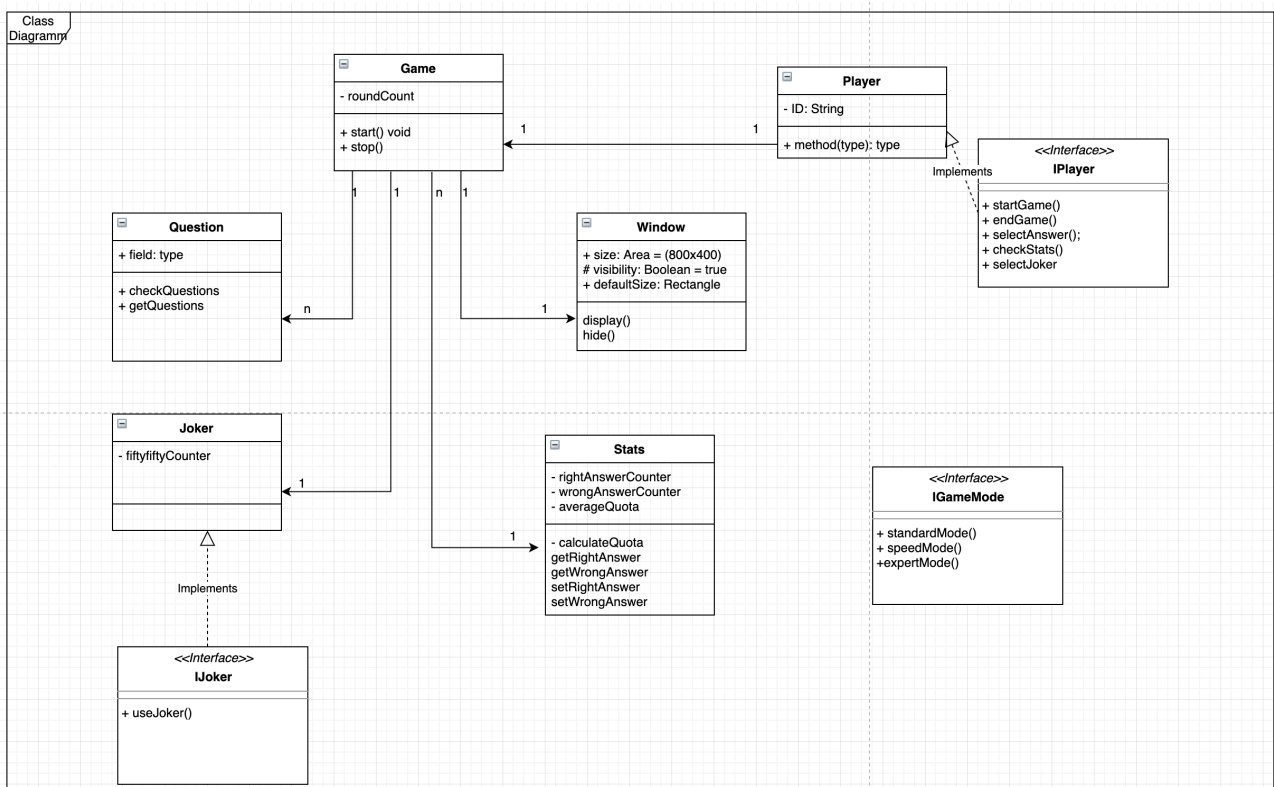 Class
Diagramm
Game
- roundCount
+ start() void
+ stop()
Player
- ID: String
+ method(type): type
1
1
<<Interface>>
IPlayer
+ startGame()
+ endGame()
+ selectAnswer();
+ checkStats()
+ selectJoker
Implements
1
1
n
1
Question
+ field: type
+ checkQuestions
+ getQuestions
n
Window
+ size: Area = (800x400)
# visibility: Boolean = true
+ defaultSize: Rectangle
display()
hide()
1
Joker
- fiftyfiftyCounter
1
Stats
- rightAnswerCounter
- wrongAnswerCounter
- averageQuota
- calculateQuota
getRightAnswer
getWrongAnswer
setRightAnswer
setWrongAnswer
1
<<Interface>>
IGameMode
+ standardMode()
+ speedMode()
+expertMode()
Implements
<<Interface>>
IJoker
+ useJoker()